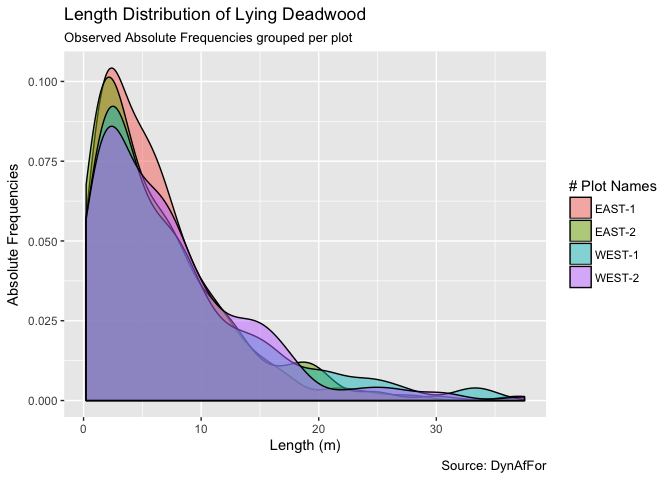 Length Distribution of Lying Deadwood
Observed Absolute Frequencies grouped per plot
Absolute Frequencies
0.100
0.075
0.050
0.025
0.000
0 10 20 30
Length (m)
# Plot Names
EAST-1
EAST-2
WEST-1
WEST-2
Source: DynAfFor